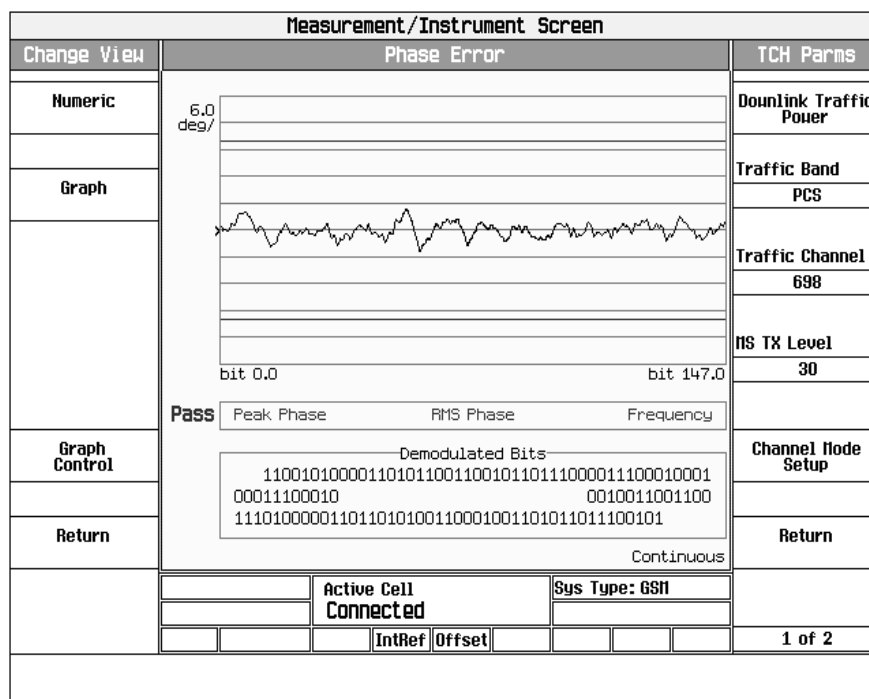 Measurement/Instrument Screen
Change View
Phase Error
TCH Parms
Numeric
Graph
Graph
Control
Return
6.0
deg/
bit 0.0
bit 147.0
Pass
Peak Phase
RMS Phase
Frequency
Demodulated Bits
11001010000110101100110010110111000011100010001
00011100010
0010011001100
111010000011011010100110001001101011011100101
Continuous
Downlink Traffic
Power
Traffic Band
PCS
Traffic Channel
698
MS TX Level
30
Channel Mode
Setup
Return
1 of 2
Active Cell
Connected
Sys Type: GSM
IntRef
Offset